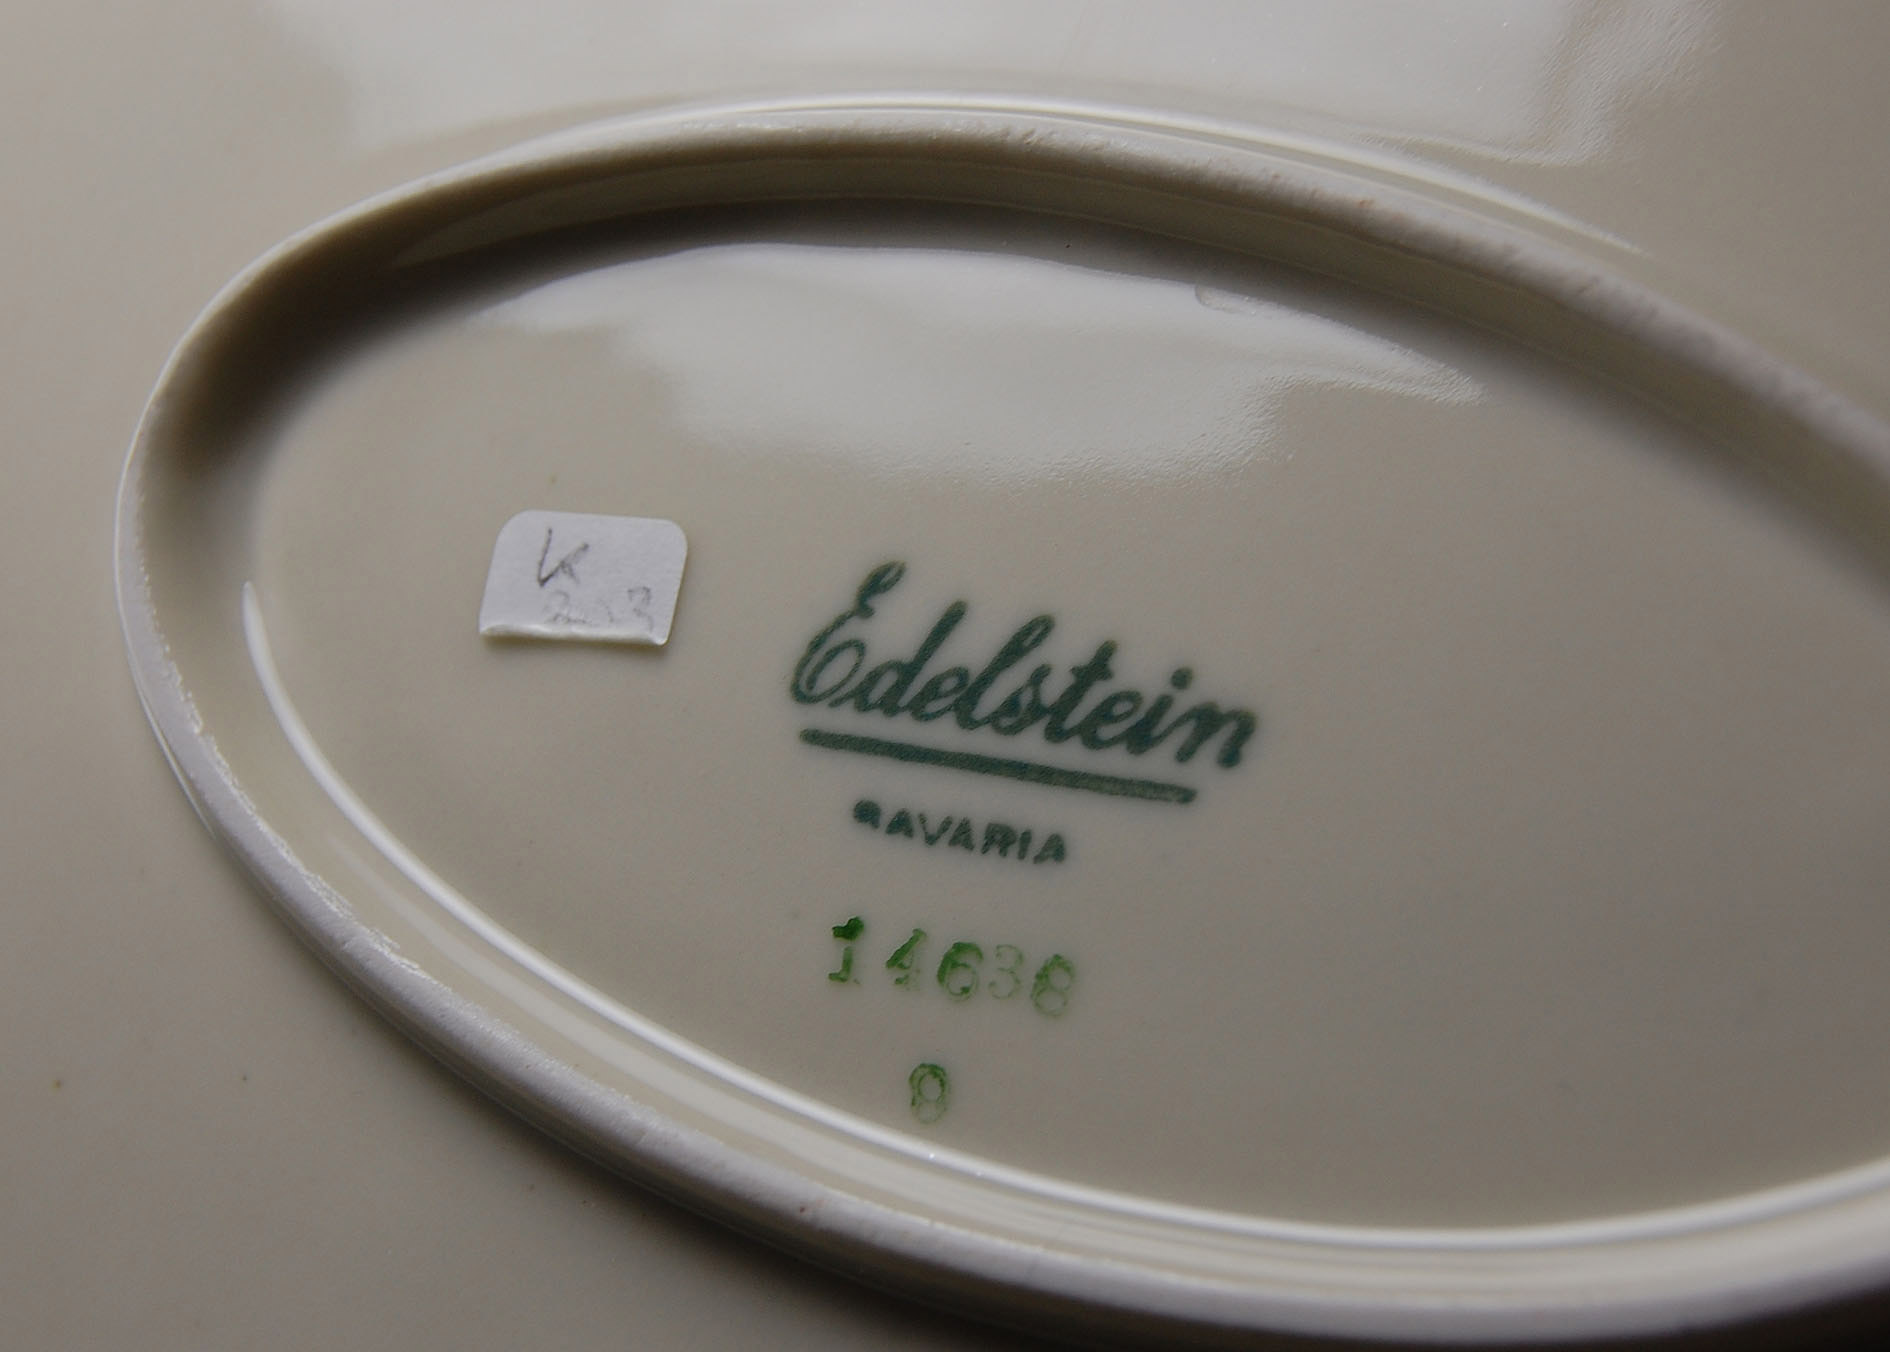 K
Edelstein
BAVARIA
14638
8